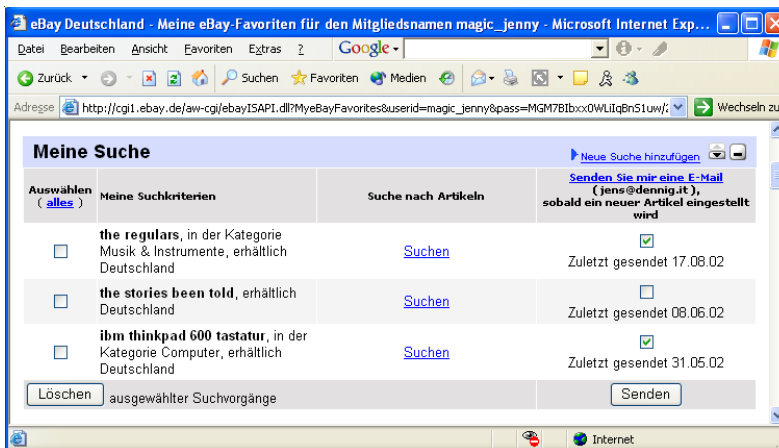 eBay Deutschland - Meine eBay-Favoriten für den Mitgliedsnamen magic_jenny - Microsoft Internet Exp...
Datei Bearbeiten Ansicht Favoriten Extras ? Google
Zurück Suchen Favoriten Medien
Adresse http://cgi1.ebay.de/aw-cgi/ebayISAPI.dll?MyeBayFavorites&userid=magic_jenny&pass= Wechseln zu
Meine Suche Neue Suche hinzufügen
Auswählen
( alles )
Meine Suchkriterien
Suche nach Artikeln
Senden Sie mir eine E-Mail
( jens@dennig.it ),
sobald ein neuer Artikel eingestellt
wird
the regulars, in der Kategorie
Musik & Instrumente, erhältlich
Deutschland
Suchen
Zuletzt gesendet 17.08.02
the stories been told, erhältlich
Deutschland
Suchen
Zuletzt gesendet 08.06.02
ibm thinkpad 600 tastatur, in der
Kategorie Computer, erhältlich
Deutschland
Suchen
Zuletzt gesendet 31.05.02
Löschen ausgewählter Suchvorgänge Senden
Internet